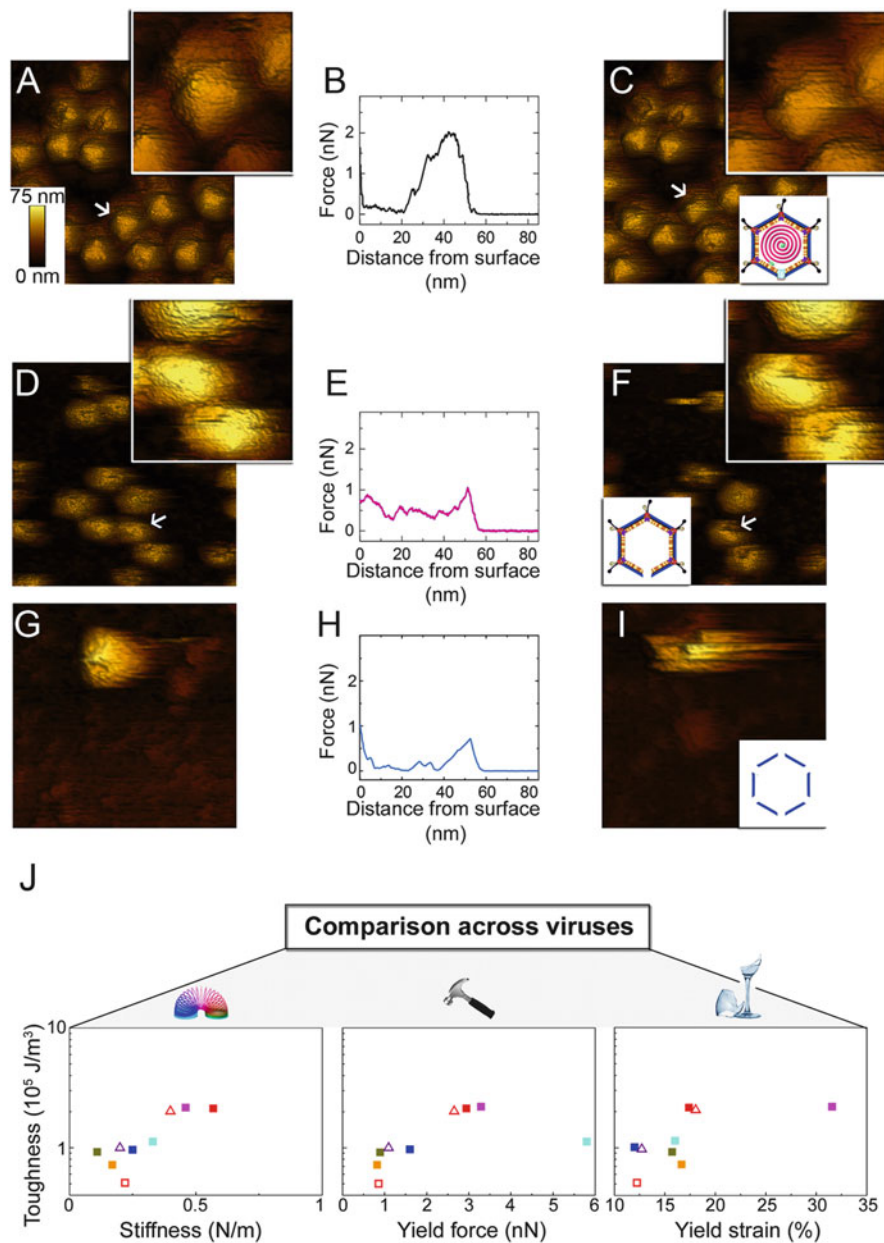 A
75 nm
0 nm
B
Force (nN)
2
1
0
0 20 40 60 80
Distance from surface
(nm)
C
D
E
Force (nN)
2
1
0
0 20 40 60 80
Distance from surface
(nm)
F
G
H
Force (nN)
2
1
0
0 20 40 60 80
Distance from surface
(nm)
I
J
Comparison across viruses
Toughness (10⁵ J/m³)
10
1
0 0.5 1
Stiffness (N/m)
0 1 2 3 4 5 6
Yield force (nN)
10 15 20 25 30 35
Yield strain (%)